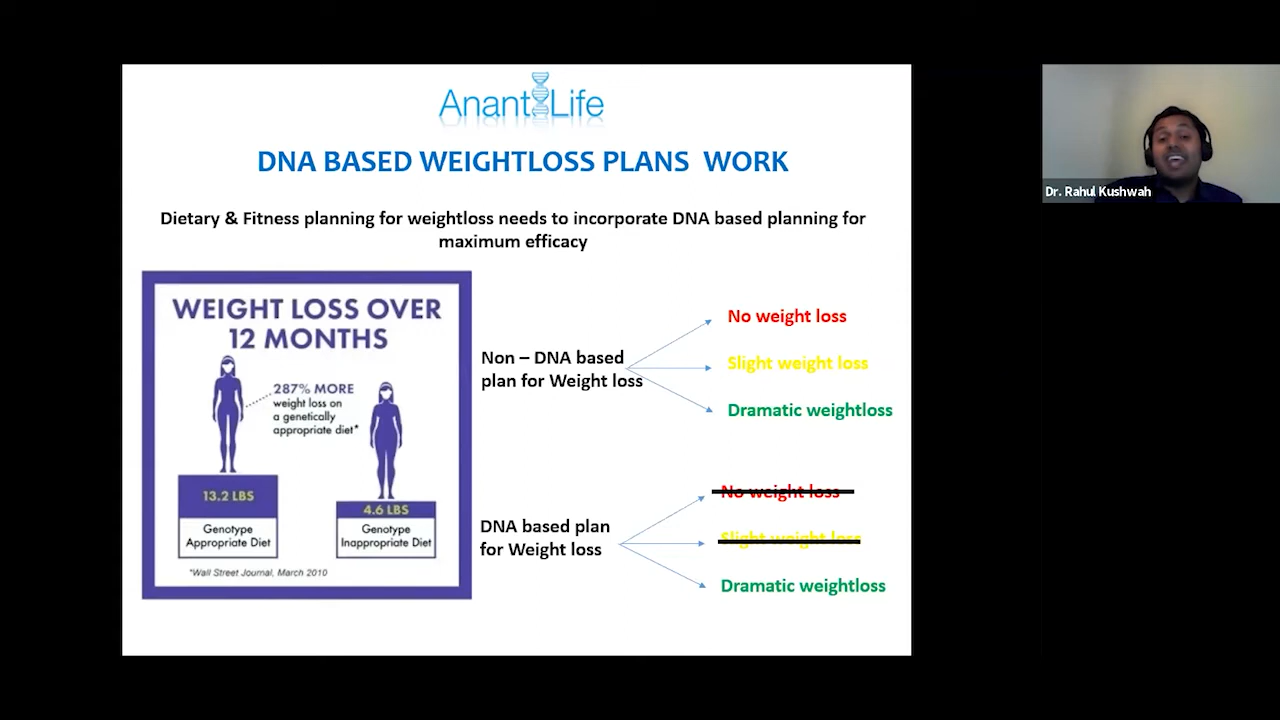 Anant Life
DNA BASED WEIGHTLOSS PLANS WORK
Dietary & Fitness planning for weightloss needs to incorporate DNA based planning for
maximum efficacy
WEIGHT LOSS OVER
12 MONTHS
287% MORE
weight loss on
a genetically
appropriate diet*
13.2 LBS
Genotype
Appropriate Diet
4.6 LBS
Genotype
Inappropriate Diet
*Wall Street Journal, March 2010
Non – DNA based
plan for Weight loss
No weight loss
Slight weight loss
Dramatic weightloss
DNA based plan
for Weight loss
No weight loss
Slight weight loss
Dramatic weightloss
Dr. Rahul Kushwah